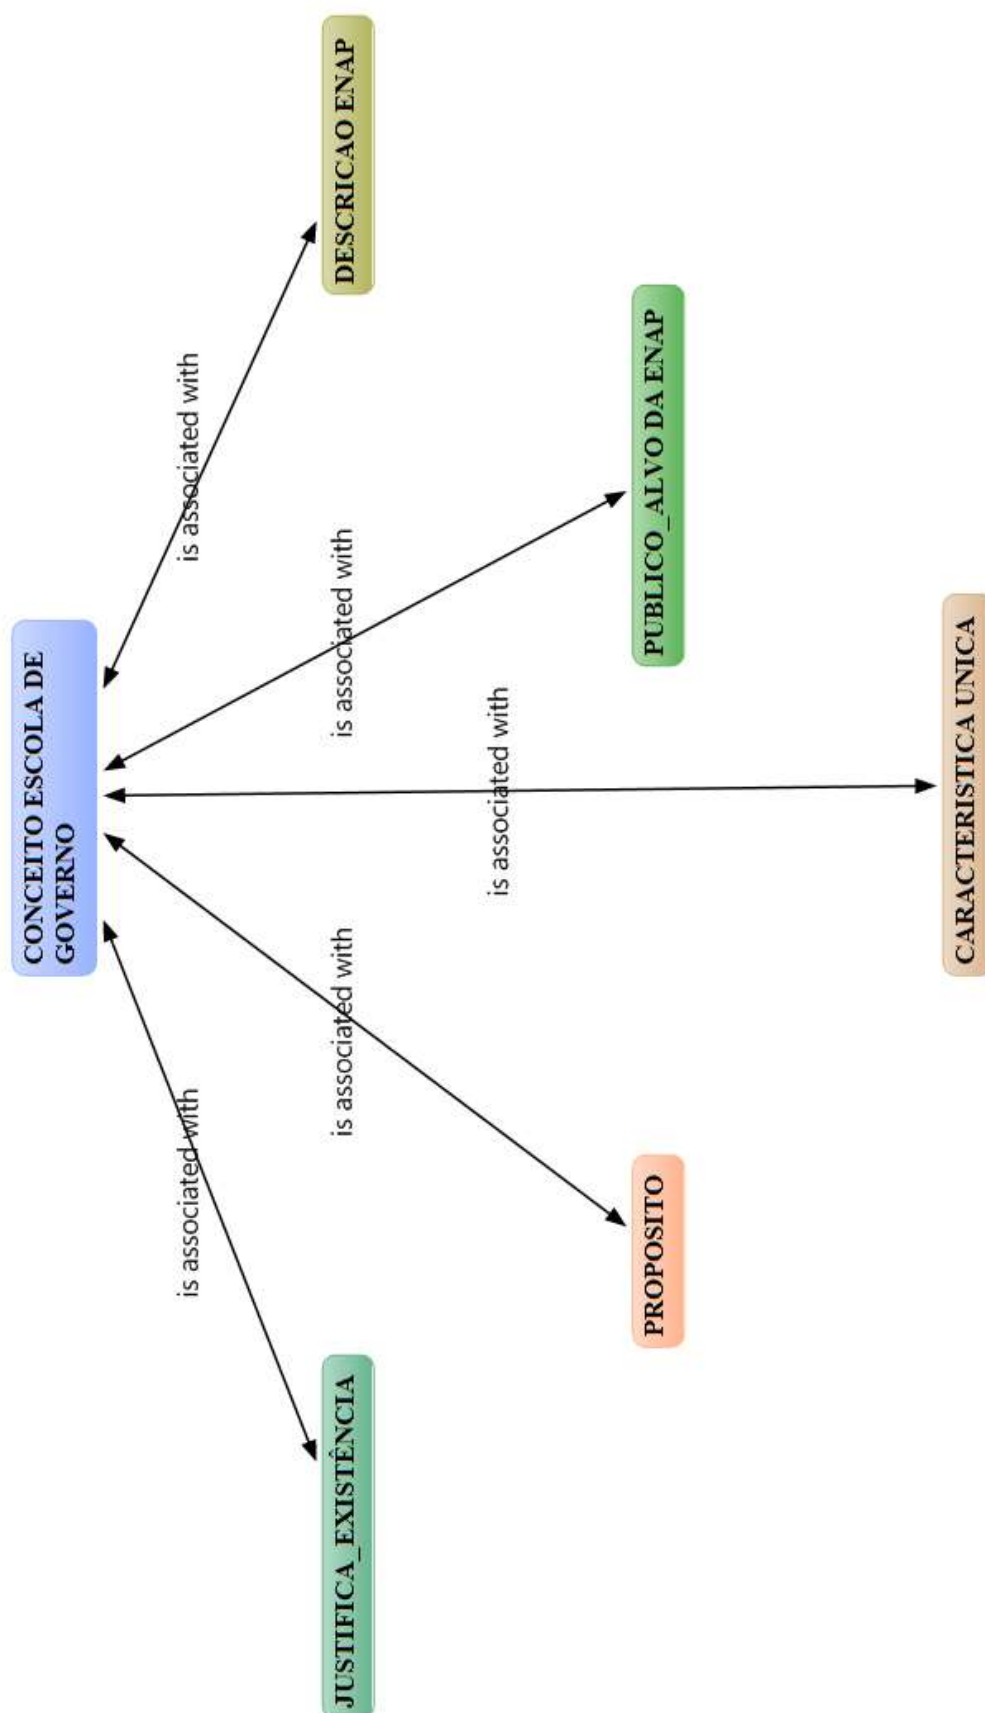 CONCEITO ESCOLA DE
GOVERNO
is associated with
is associated with
is associated with
is associated with
is associated with
JUSTIFICA_EXISTÊNCIA
DESCRICAO ENAP
PROPOSITO
PUBLICO_ALVO DA ENAP
CARACTERISTICA UNICA